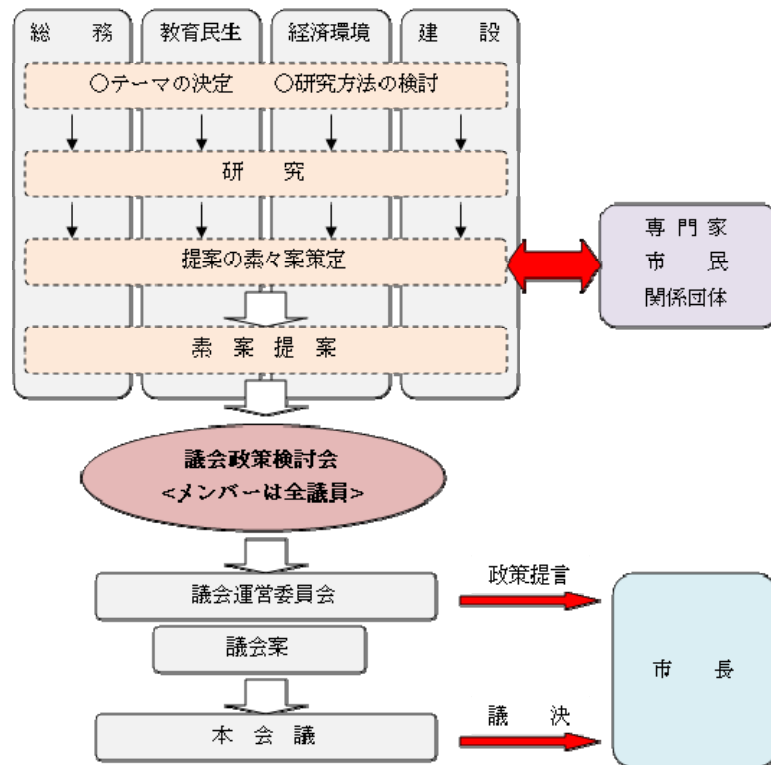 総　務　教育民生　経済環境　建　設
○テーマの決定　○研究方法の検討
研　究
提案の素々案策定
専 門 家
市　民
関係団体
素 案 提 案
議会政策検討会
<メンバーは全議員>
議会運営委員会
政策提言
議会案
市　長
本 会 議
議　決